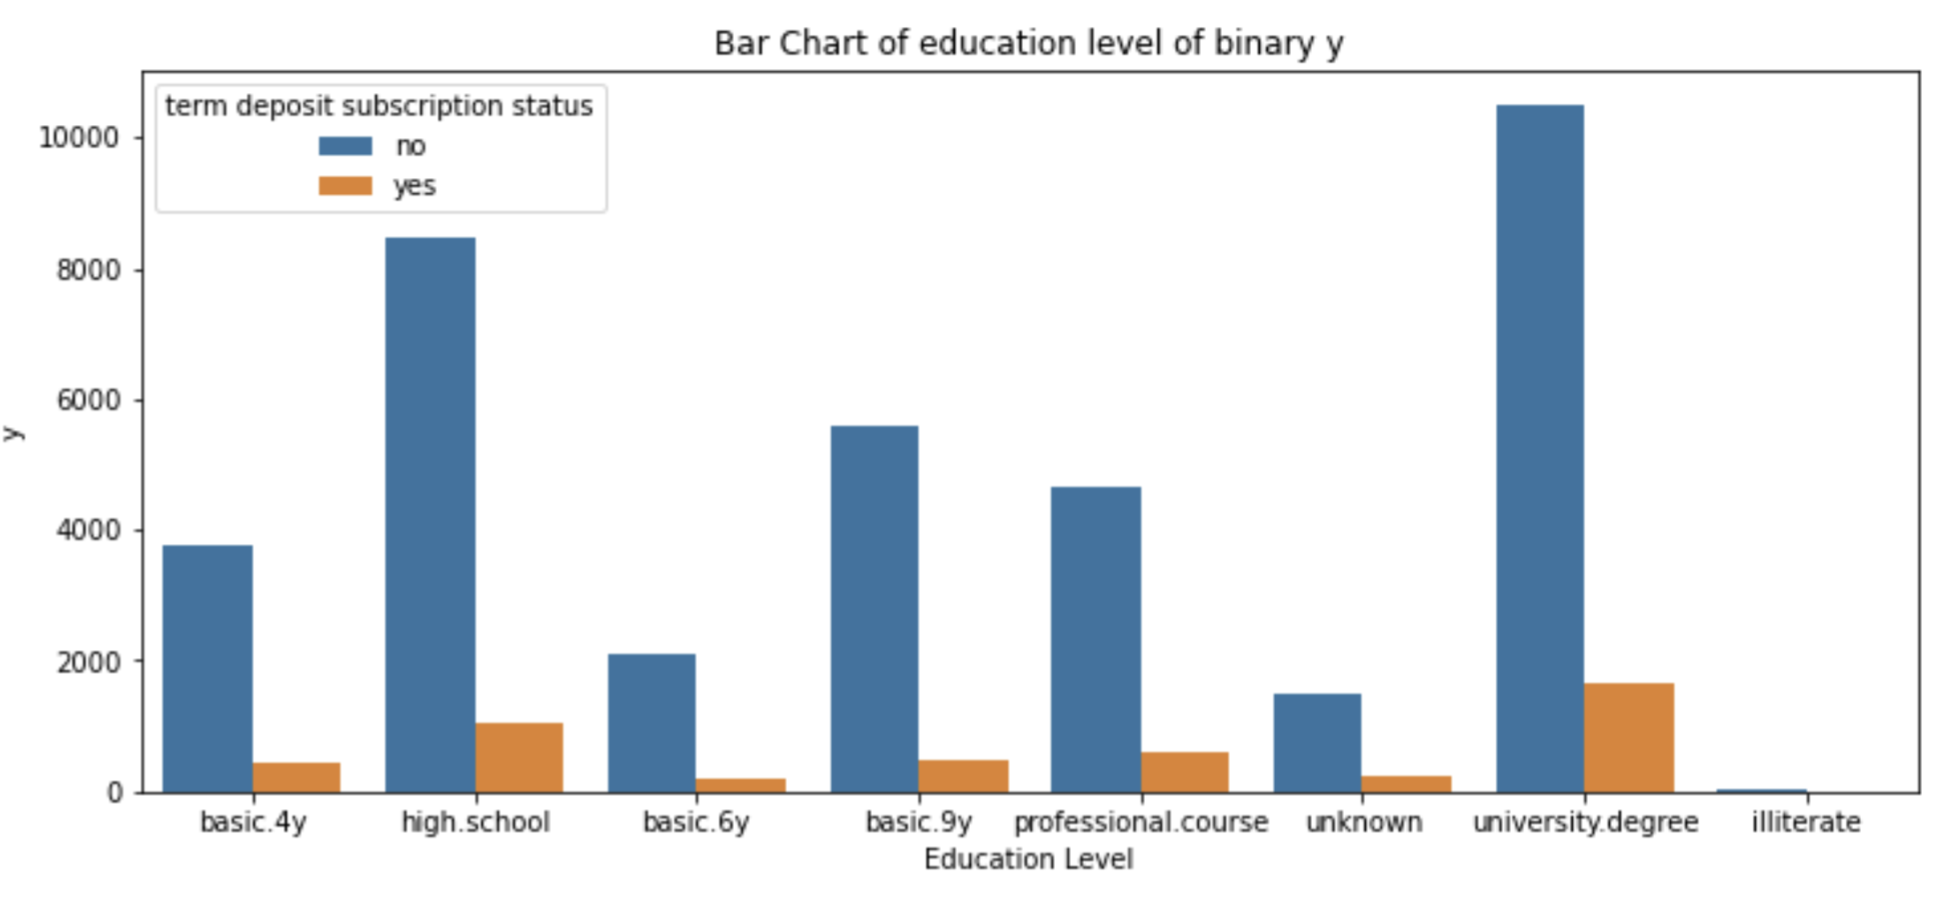 Bar Chart of education level of binary y
term deposit subscription status
no
yes
10000
8000
6000
4000
2000
0
y
basic.4y high.school basic.6y basic.9y professional.course unknown university.degree illiterate
Education Level